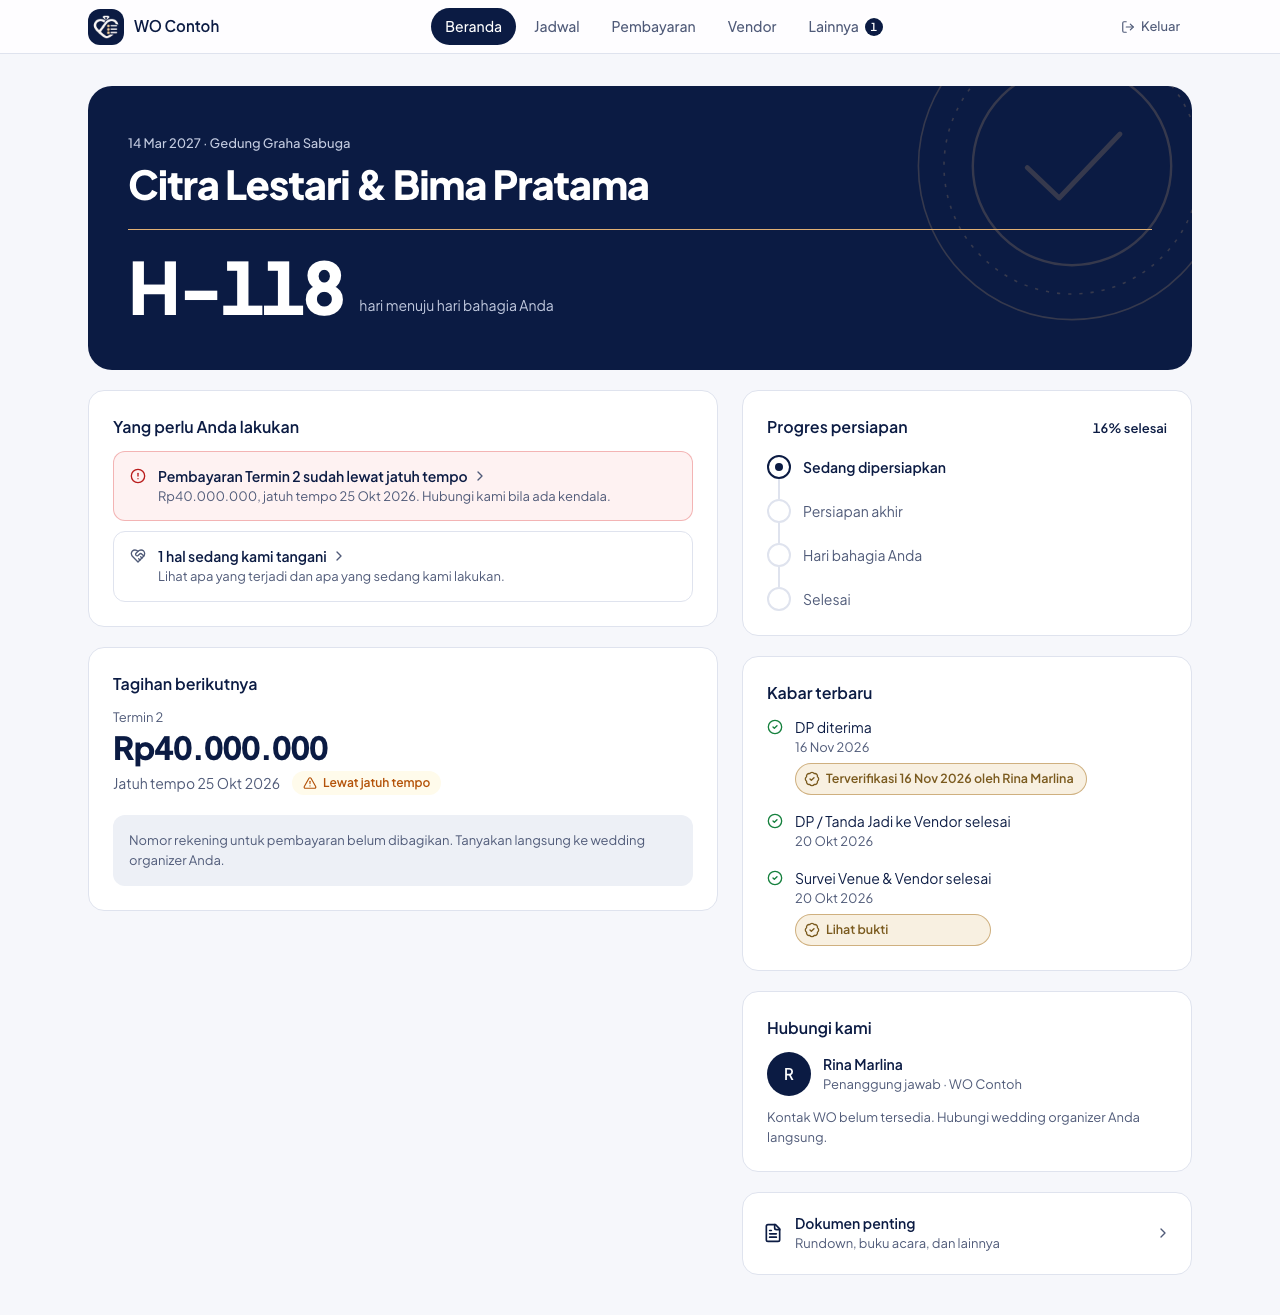 WO Contoh
Beranda
Jadwal
Pembayaran
Vendor
Lainnya 1
Keluar
14 Mar 2027 · Gedung Graha Sabuga
Citra Lestari & Bima Pratama
H-118
hari menuju hari bahagia Anda
Yang perlu Anda lakukan
Pembayaran Termin 2 sudah lewat jatuh tempo
Rp40.000.000, jatuh tempo 25 Okt 2026. Hubungi kami bila ada kendala.
1 hal sedang kami tangani
Lihat apa yang terjadi dan apa yang sedang kami lakukan.
Tagihan berikutnya
Termin 2
Rp40.000.000
Jatuh tempo 25 Okt 2026
Lewat jatuh tempo
Nomor rekening untuk pembayaran belum dibagikan. Tanyakan langsung ke wedding
organizer Anda.
Progres persiapan
16% selesai
Sedang dipersiapkan
Persiapan akhir
Hari bahagia Anda
Selesai
Kabar terbaru
DP diterima
16 Nov 2026
Terverifikasi 16 Nov 2026 oleh Rina Marlina
DP / Tanda Jadi ke Vendor selesai
20 Okt 2026
Survei Venue & Vendor selesai
20 Okt 2026
Lihat bukti
Hubungi kami
R
Rina Marlina
Penanggung jawab · WO Contoh
Kontak WO belum tersedia. Hubungi wedding organizer Anda
langsung.
Dokumen penting
Rundown, buku acara, dan lainnya